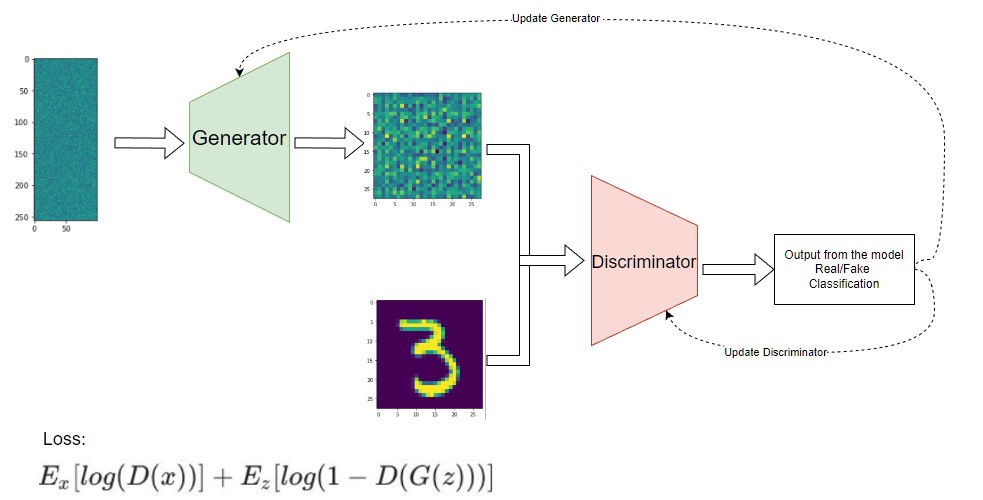 Update Generator
0
50
100
150
200
250
0 50
Generator
0
5
10
15
20
25
0 5 10 15 20 25
Discriminator
Output from the model
Real/Fake
Classification
Update Discriminator
0
5
10
15
20
25
0 5 10 15 20 25
Loss:
E_x[log(D(x))] + E_z[log(1 − D(G(z)))]